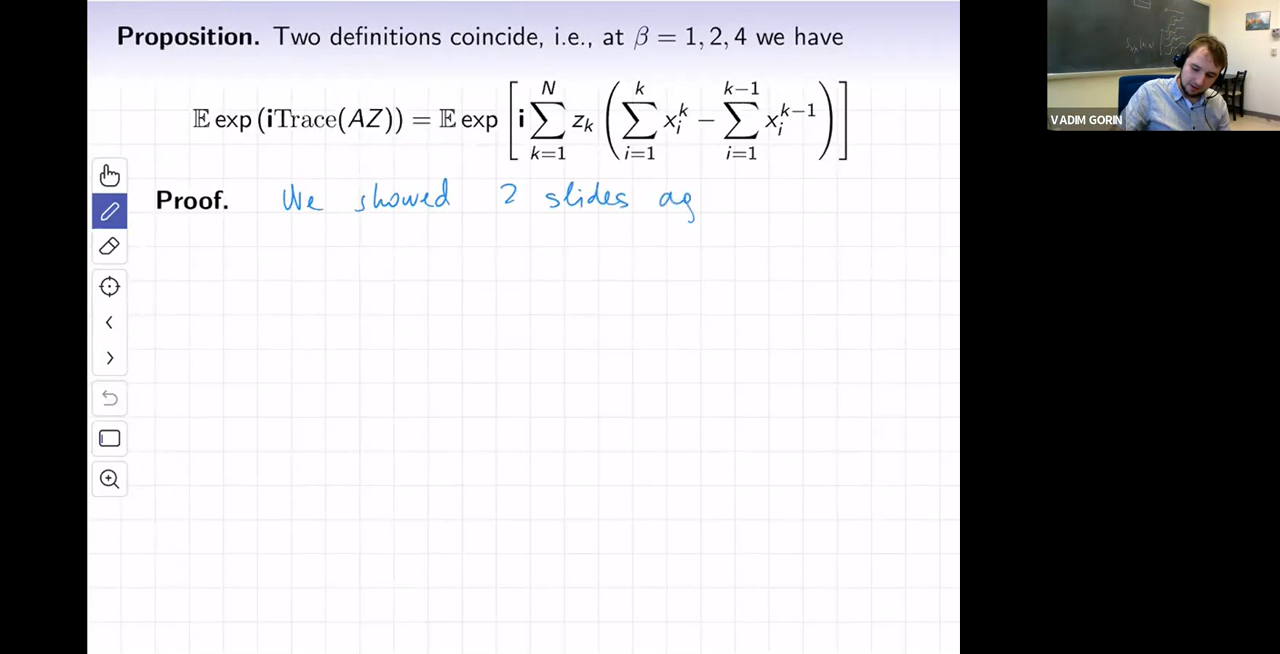 Proposition. Two definitions coincide, i.e., at β = 1, 2, 4 we have
𝔼 exp (iTrace(AZ)) = 𝔼 exp [ i ∑_{k=1}^{N} z_k ( ∑_{i=1}^{k} x_i^k − ∑_{i=1}^{k−1} x_i^{k−1} ) ]
Proof. We showed 2 slides ag
VADIM GORIN